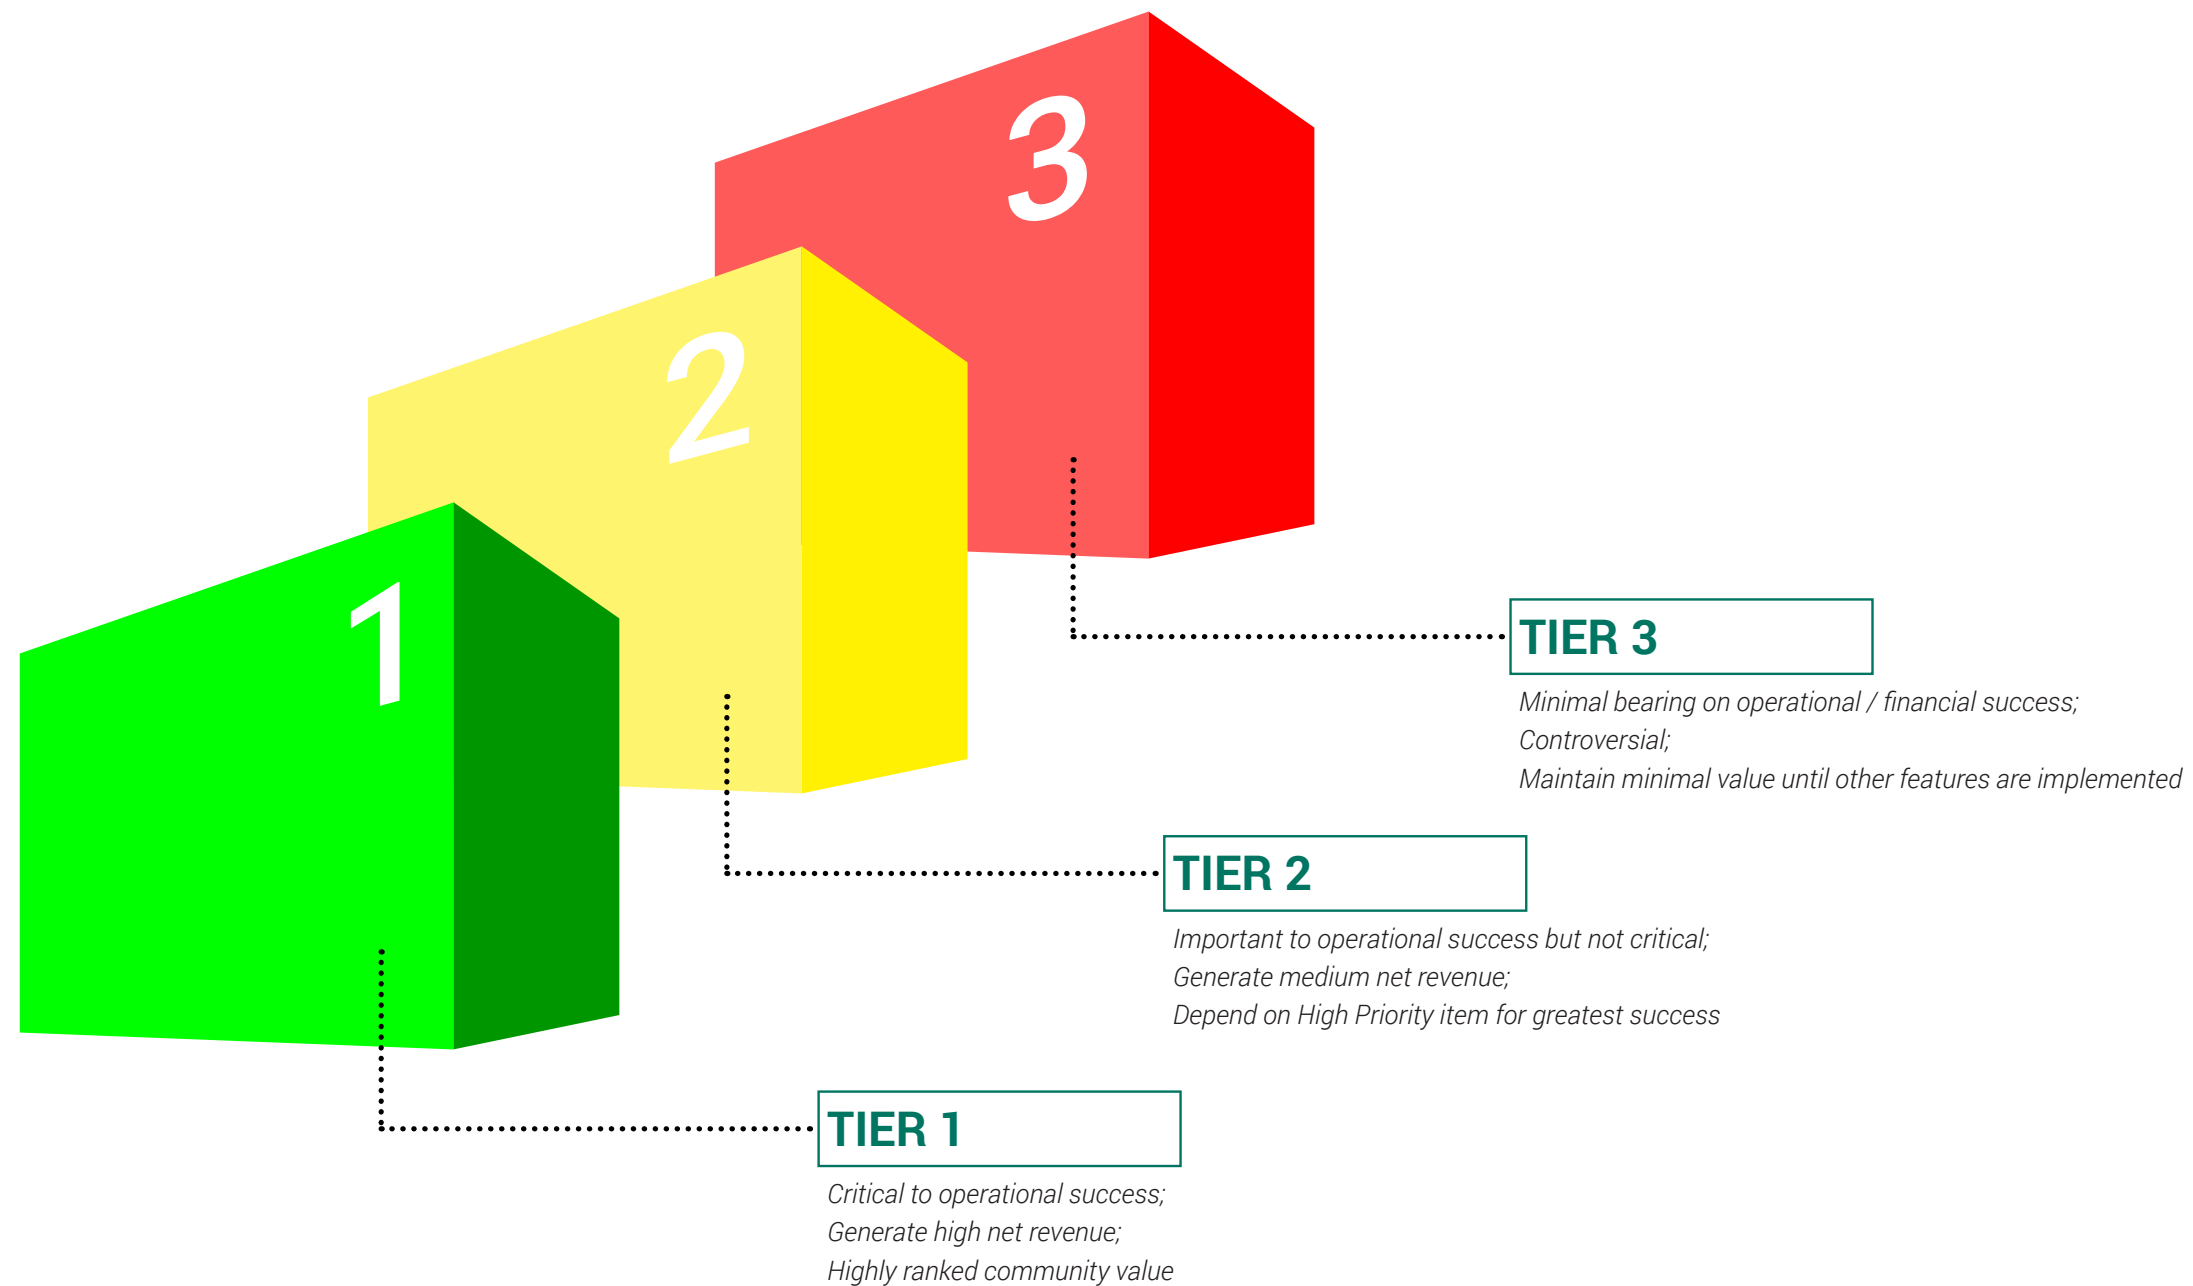 3
2
1
TIER 3
Minimal bearing on operational / financial success;
Controversial;
Maintain minimal value until other features are implemented
TIER 2
Important to operational success but not critical;
Generate medium net revenue;
Depend on High Priority item for greatest success
TIER 1
Critical to operational success;
Generate high net revenue;
Highly ranked community value